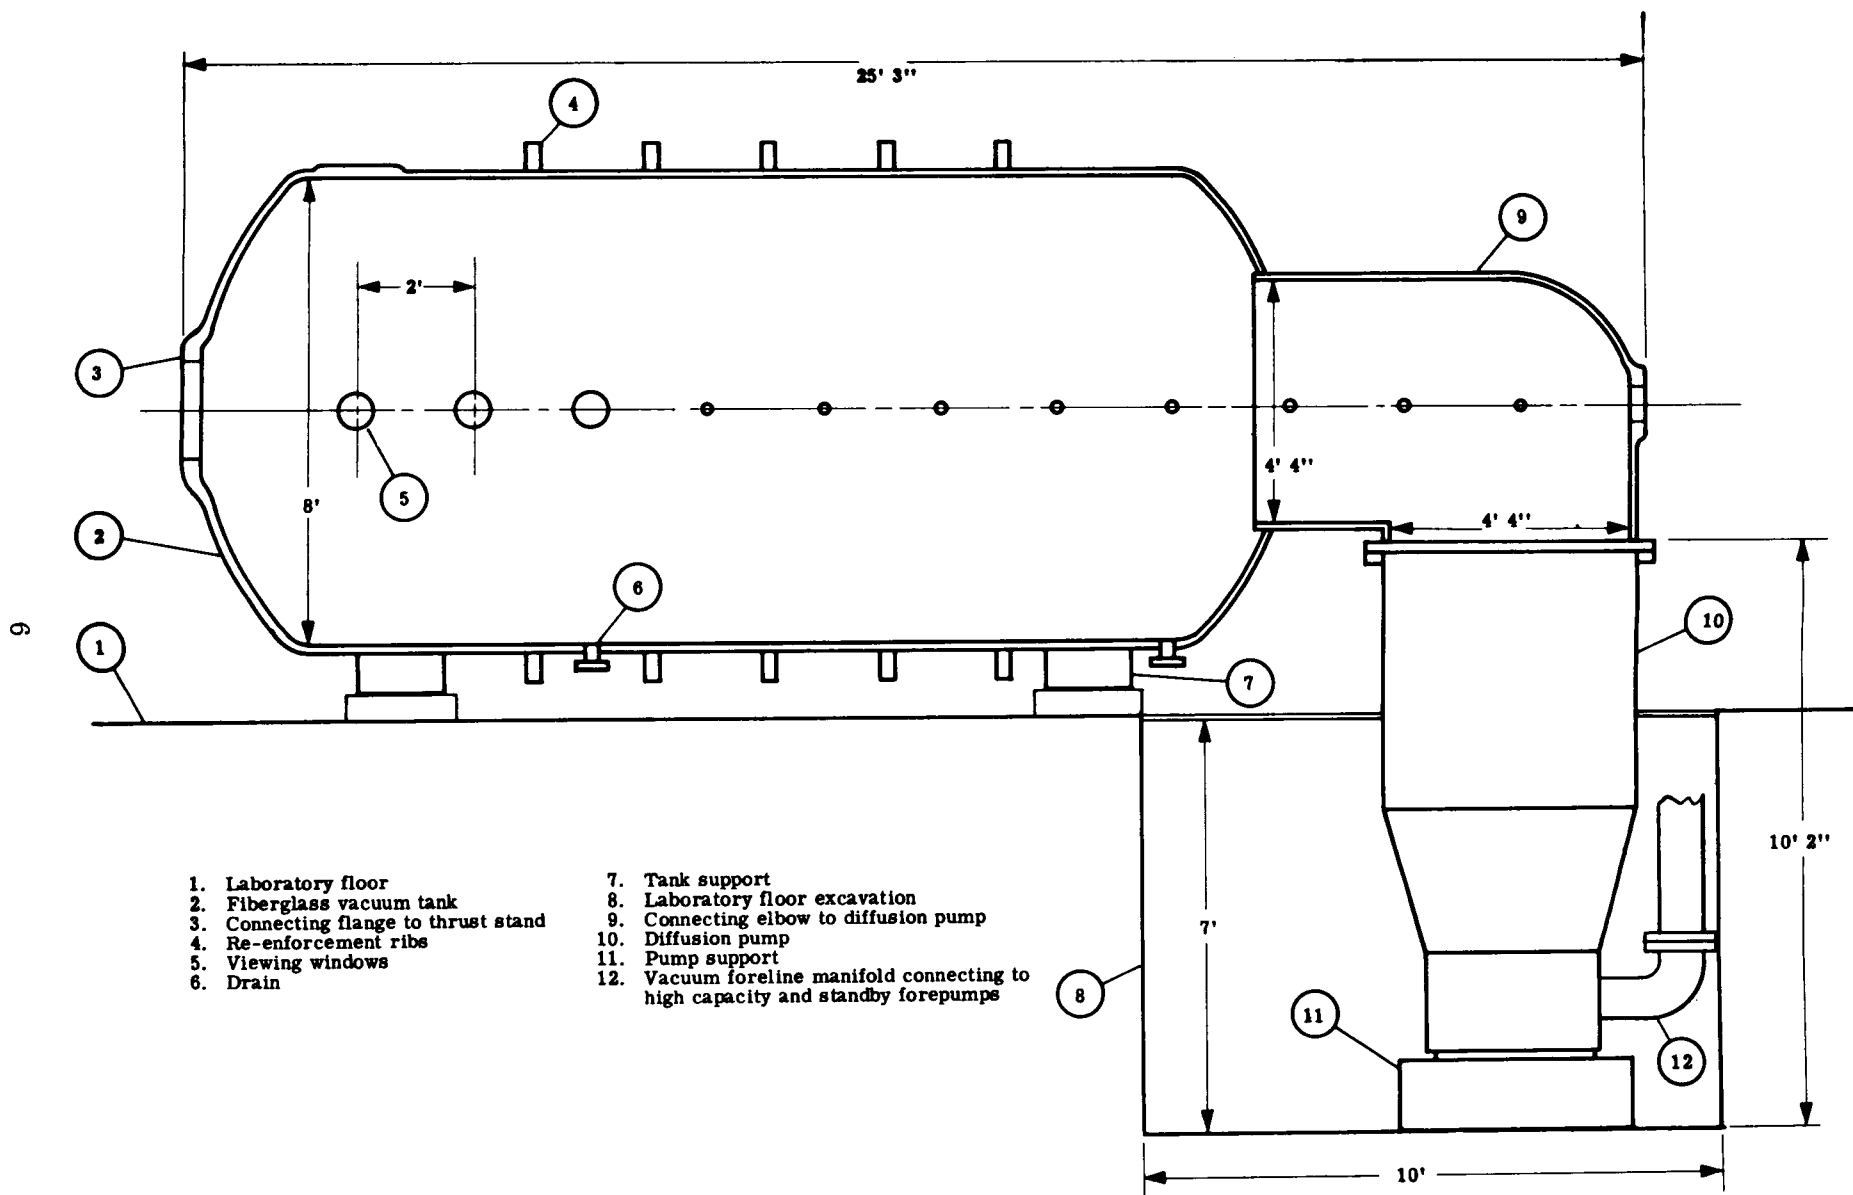 25' 3"
4
9
2'
3
5
4' 4"
8'
4' 4"
2
6
9
1
10
7
10' 2"
7'
1. Laboratory floor
2. Fiberglass vacuum tank
3. Connecting flange to thrust stand
4. Re-enforcement ribs
5. Viewing windows
6. Drain
7. Tank support
8. Laboratory floor excavation
9. Connecting elbow to diffusion pump
10. Diffusion pump
11. Pump support
12. Vacuum foreline manifold connecting to
high capacity and standby forepumps
8
11
12
10'